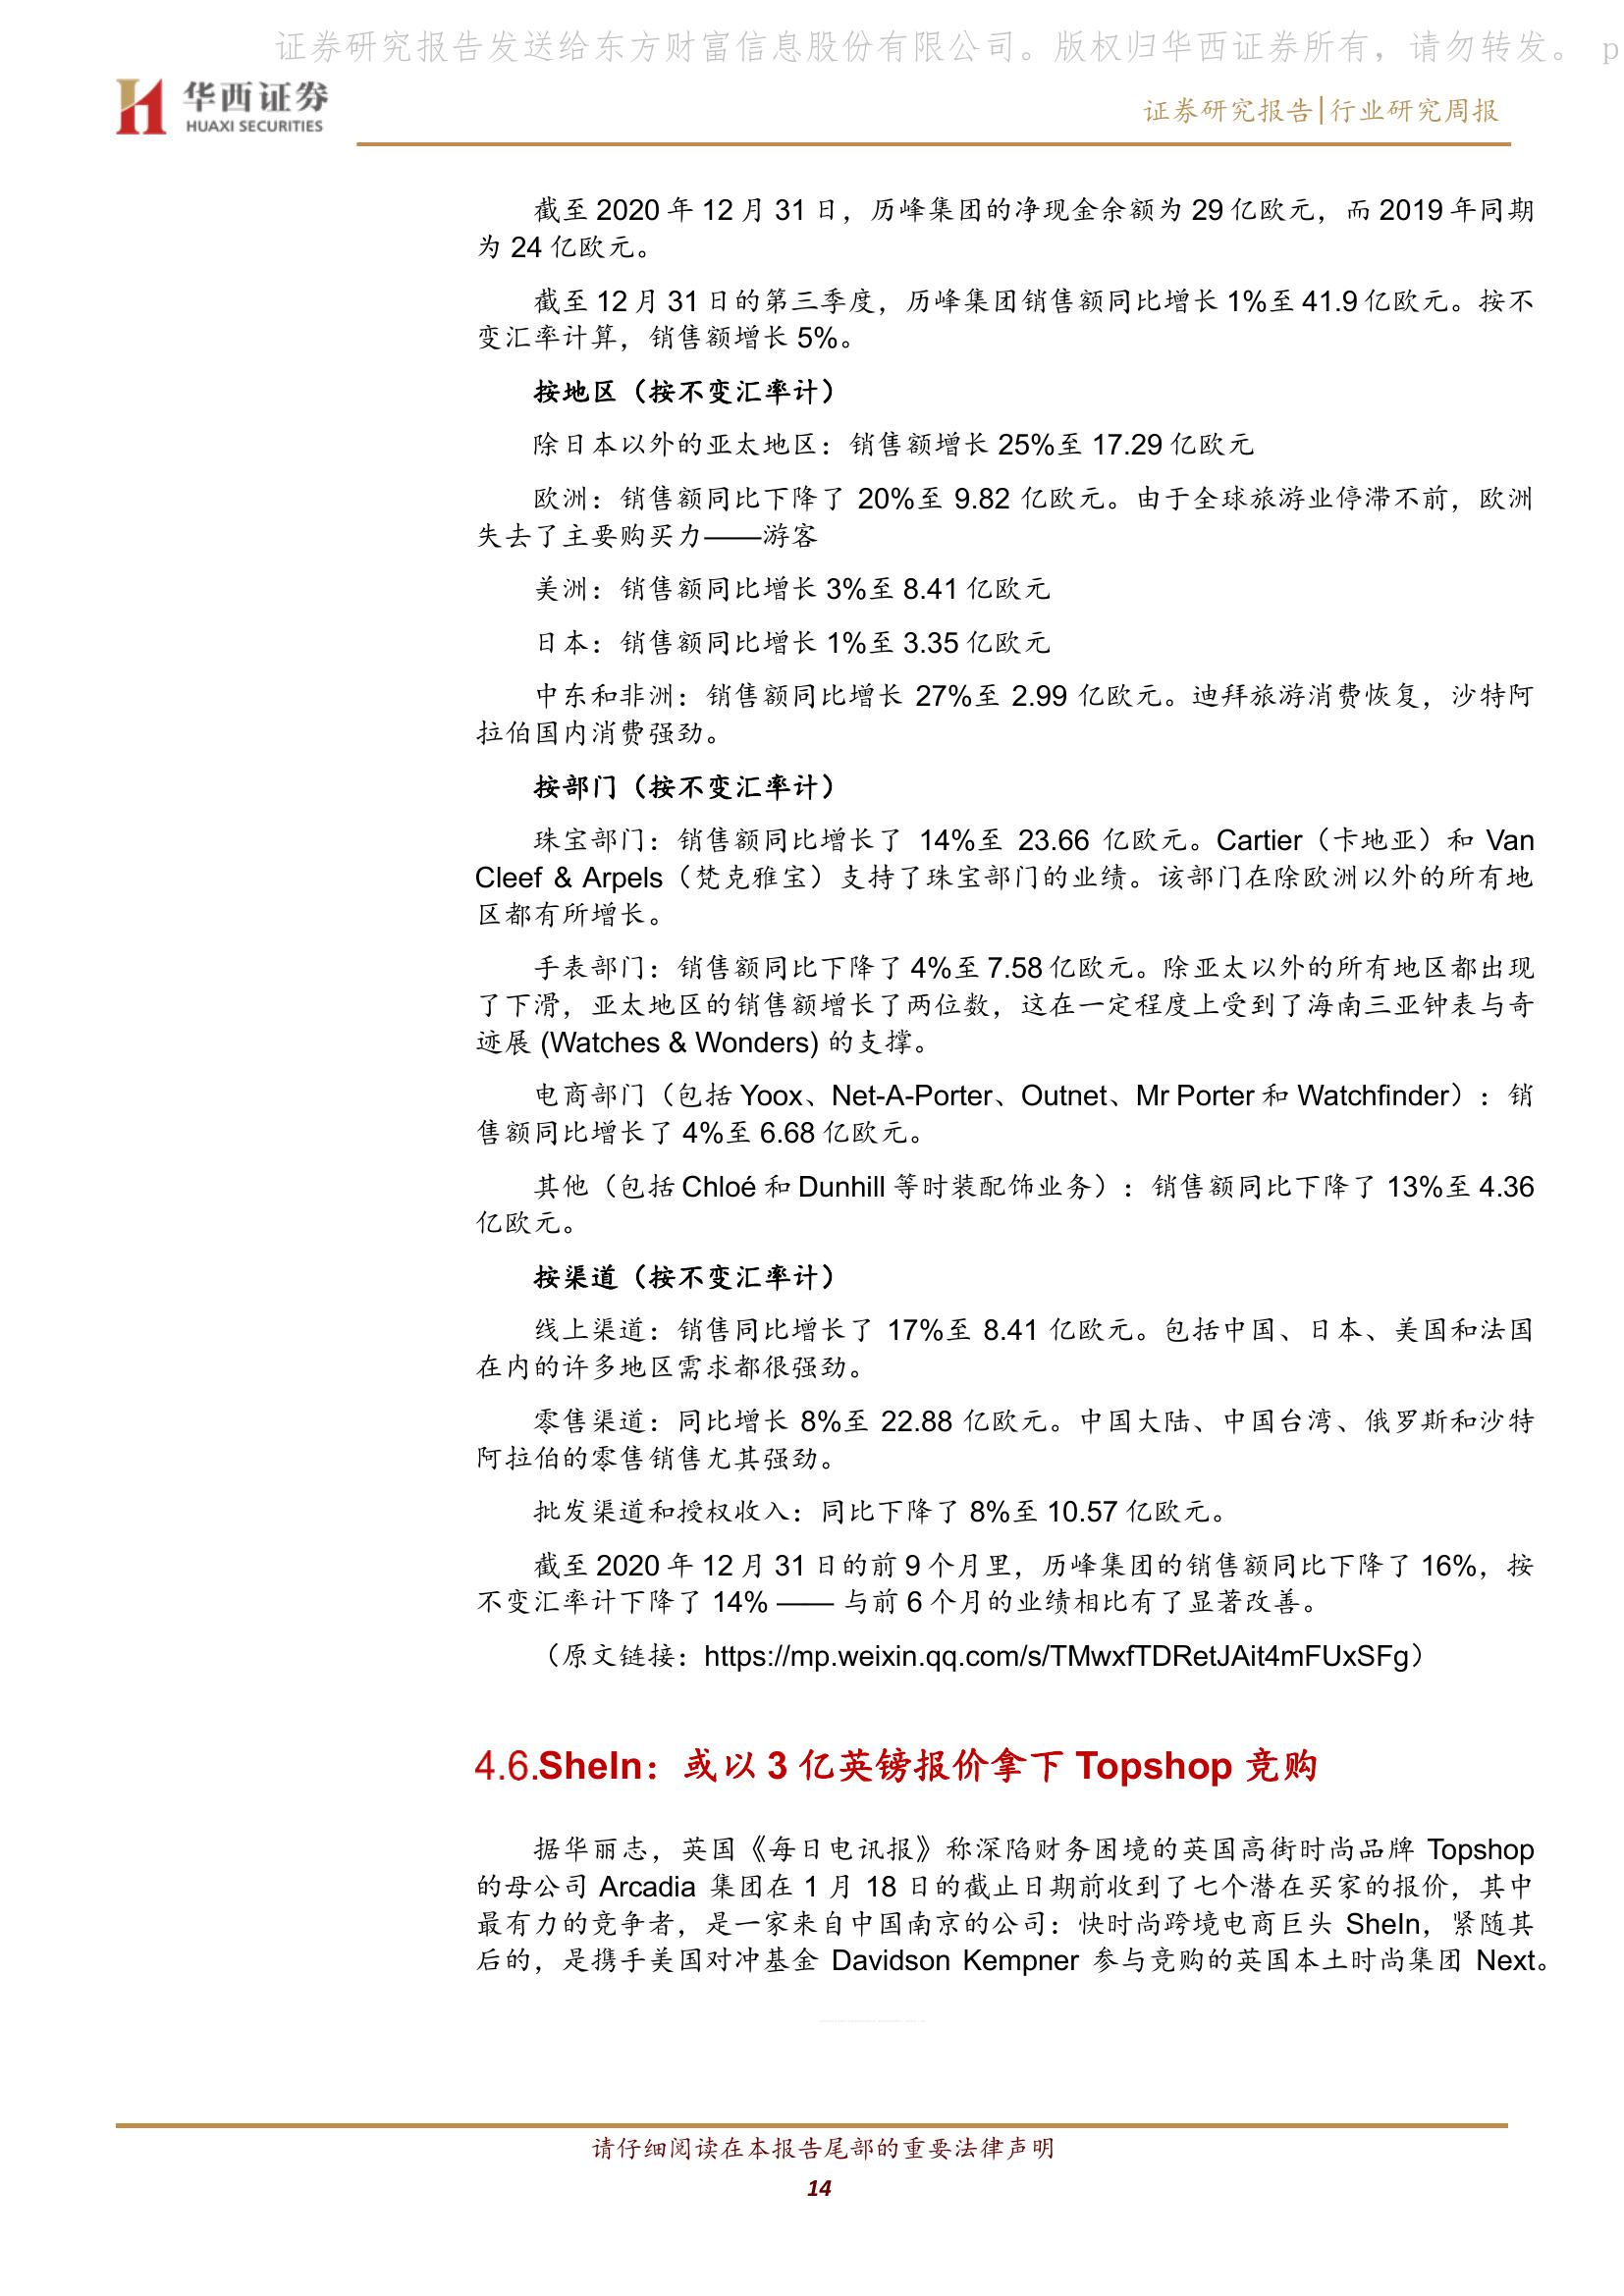 证券研究报告发送给东方财富信息股份有限公司。版权归华西证券所有，请勿转发。 p
华西证券
HUAXI SECURITIES
证券研究报告|行业研究周报
截至 2020 年 12 月 31 日，历峰集团的净现金余额为 29 亿欧元，而 2019 年同期
为 24 亿欧元。
截至 12 月 31 日的第三季度，历峰集团销售额同比增长 1%至 41.9 亿欧元。按不
变汇率计算，销售额增长 5%。
按地区（按不变汇率计）
除日本以外的亚太地区：销售额增长 25%至 17.29 亿欧元
欧洲：销售额同比下降了 20%至 9.82 亿欧元。由于全球旅游业停滞不前，欧洲
失去了主要购买力——游客
美洲：销售额同比增长 3%至 8.41 亿欧元
日本：销售额同比增长 1%至 3.35 亿欧元
中东和非洲：销售额同比增长 27%至 2.99 亿欧元。迪拜旅游消费恢复，沙特阿
拉伯国内消费强劲。
按部门（按不变汇率计）
珠宝部门：销售额同比增长了 14%至 23.66 亿欧元。Cartier（卡地亚）和 Van
Cleef & Arpels（梵克雅宝）支持了珠宝部门的业绩。该部门在除欧洲以外的所有地
区都有所增长。
手表部门：销售额同比下降了 4%至 7.58 亿欧元。除亚太以外的所有地区都出现
了下滑，亚太地区的销售额增长了两位数，这在一定程度上受到了海南三亚钟表与奇
迹展 (Watches & Wonders) 的支撑。
电商部门（包括 Yoox、Net-A-Porter、Outnet、Mr Porter 和 Watchfinder）：销
售额同比增长了 4%至 6.68 亿欧元。
其他（包括 Chloé 和 Dunhill 等时装配饰业务）：销售额同比下降了 13%至 4.36
亿欧元。
按渠道（按不变汇率计）
线上渠道：销售同比增长了 17%至 8.41 亿欧元。包括中国、日本、美国和法国
在内的许多地区需求都很强劲。
零售渠道：同比增长 8%至 22.88 亿欧元。中国大陆、中国台湾、俄罗斯和沙特
阿拉伯的零售销售尤其强劲。
批发渠道和授权收入：同比下降了 8%至 10.57 亿欧元。
截至 2020 年 12 月 31 日的前 9 个月里，历峰集团的销售额同比下降了 16%，按
不变汇率计下降了 14% —— 与前 6 个月的业绩相比有了显著改善。
（原文链接：https://mp.weixin.qq.com/s/TMwxfTDRetJAit4mFUxSFg）
4.6.SheIn：或以 3 亿英镑报价拿下 Topshop 竞购
据华丽志，英国《每日电讯报》称深陷财务困境的英国高街时尚品牌 Topshop
的母公司 Arcadia 集团在 1 月 18 日的截止日期前收到了七个潜在买家的报价，其中
最有力的竞争者，是一家来自中国南京的公司：快时尚跨境电商巨头 SheIn，紧随其
后的，是携手美国对冲基金 Davidson Kempner 参与竞购的英国本土时尚集团 Next。
请仔细阅读在本报告尾部的重要法律声明
14